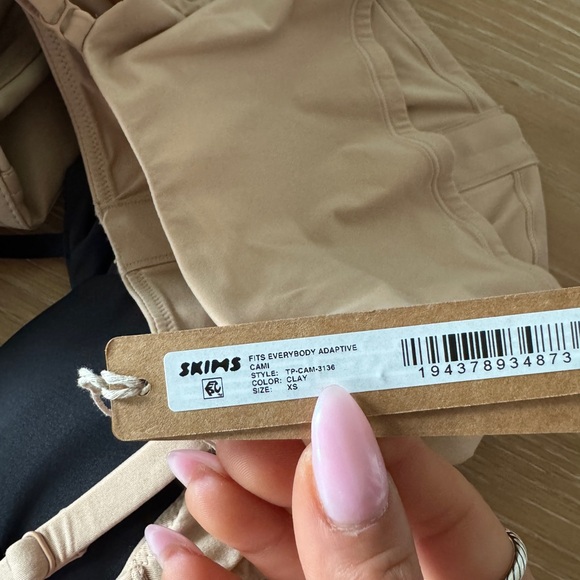 SKIMS
FITS EVERYBODY ADAPTIVE
CAMI
STYLE: TP-CAM-3136
COLOR: CLAY
SIZE: XS
194378934873